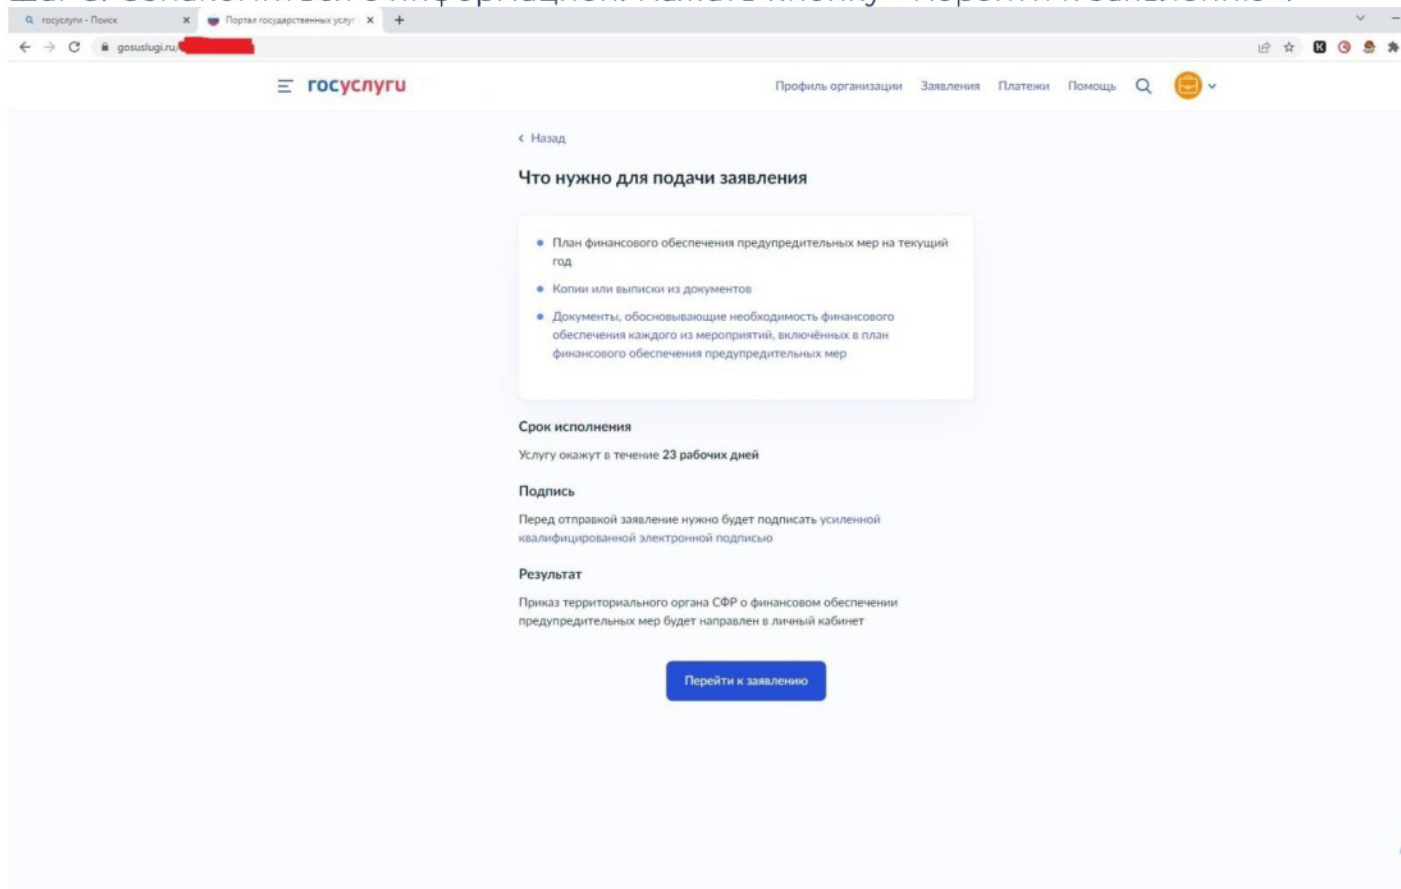 госуслуги - Поиск
Портал государственных услуг
gosuslugi.ru/
госуслуги
Профиль организации Заявления Платежи Помощь
Назад
Что нужно для подачи заявления
План финансового обеспечения предупредительных мер на текущий
год
Копии или выписки из документов
Документы, обосновывающие необходимость финансового
обеспечения каждого из мероприятий, включённых в план
финансового обеспечения предупредительных мер
Срок исполнения
Услугу окажут в течение 23 рабочих дней
Подпись
Перед отправкой заявление нужно будет подписать усиленной
квалифицированной электронной подписью
Результат
Приказ территориального органа СФР о финансовом обеспечении
предупредительных мер будет направлен в личный кабинет
Перейти к заявлению